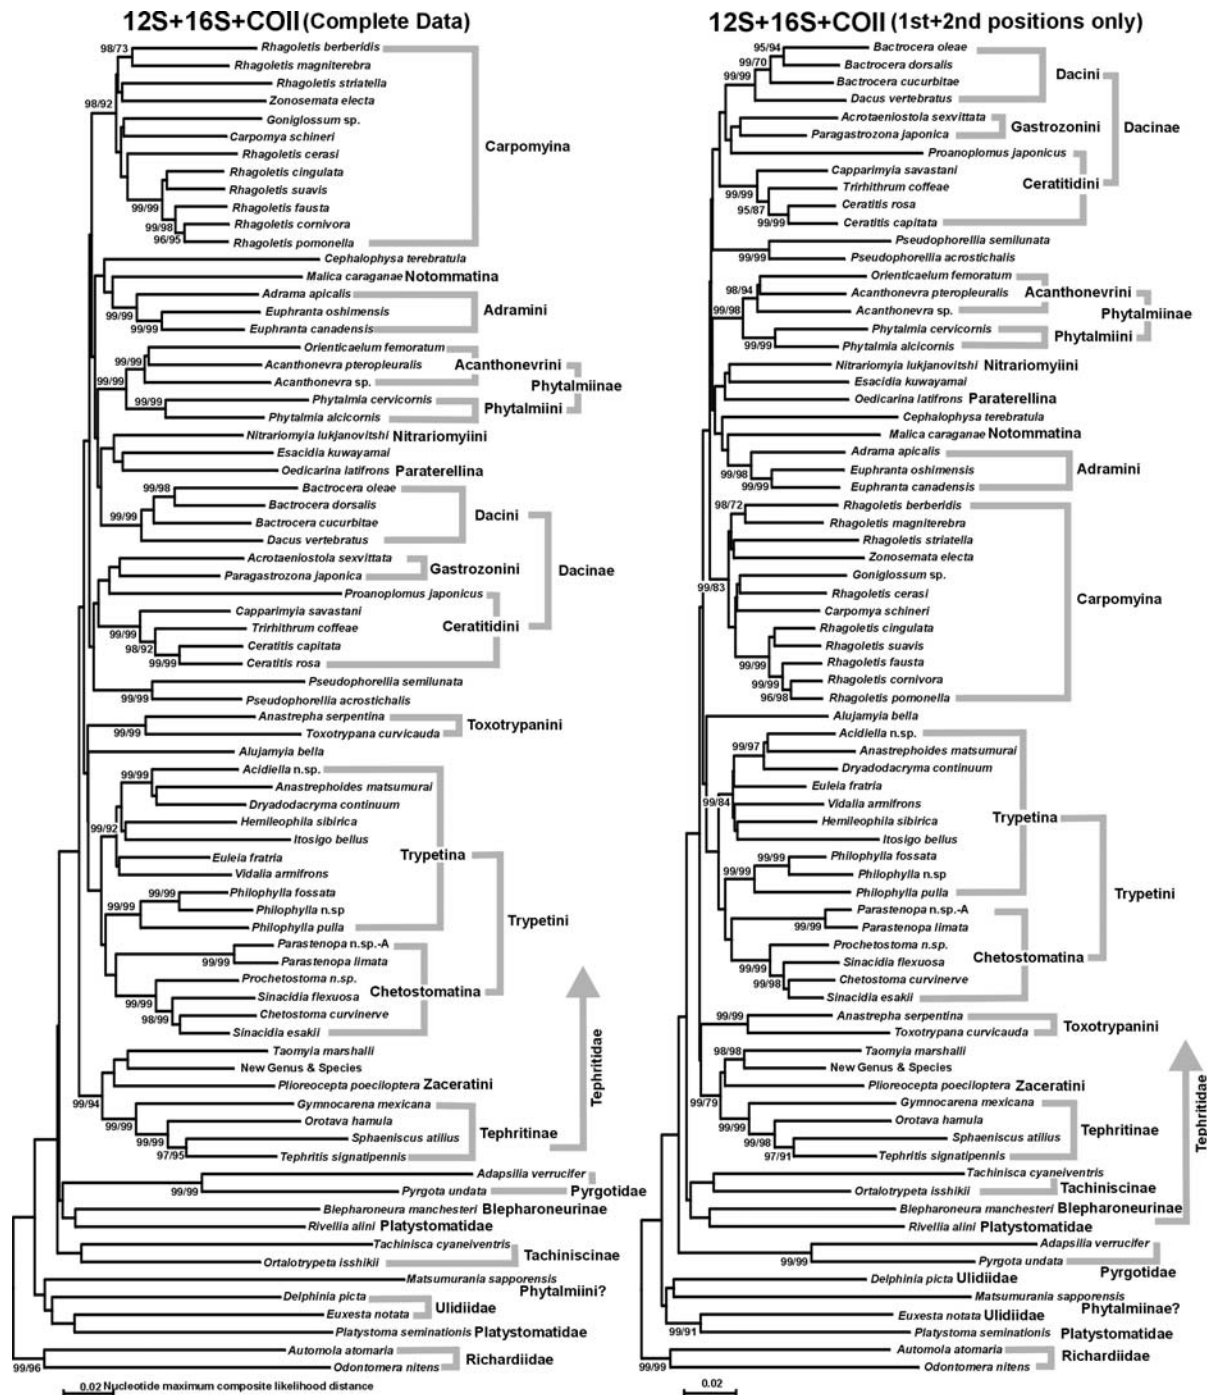 12S+16S+COII (Complete Data)
98/73
Rhagoletis berberidis
Rhagoletis magniterebra
Rhagoletis striatella
Zonosemata electa
98/92
Goniglossum sp.
Carpomya schineri
Carpomyina
Rhagoletis cerasi
Rhagoletis cingulata
Rhagoletis suavis
99/99
Rhagoletis fausta
99/98
Rhagoletis cornivora
96/95
Rhagoletis pomonella
Cephalophysa terebratula
Malica caraganae Notommatina
Adrama apicalis
99/99
Euphranta oshimensis
Adramini
99/99
Euphranta canadensis
Orienticaelum femoratum
99/99
Acanthonevra pteropleuralis
Acanthonevrini
99/99
Acanthonevra sp.
Phytalmiinae
99/99
Phytalmia cervicornis
Phytalmiini
Phytalmia alcicornis
Nitrariomyia lukjanovitshi Nitrariomyiini
Esacidia kuwayamai
Oedicarina latifrons Paraterellina
99/98
Bactrocera oleae
Bactrocera dorsalis
Dacini
99/99
Bactrocera cucurbitae
Dacus vertebratus
Acrotaeniostola sexvittata
Gastrozonini
Dacinae
Paragastrozona japonica
Proanoplomus japonicus
Capparimyia savastani
99/99
Trirhithrum coffeae
Ceratitidini
98/92
Ceratitis capitata
99/99
Ceratitis rosa
Pseudophorellia semilunata
99/99
Pseudophorellia acrostichalis
Anastrepha serpentina
Toxotrypanini
99/99
Toxotrypana curvicauda
Alujamyia bella
99/99
Acidiella n.sp.
Anastrephoides matsumurai
Dryadodacryma continuum
99/92
Hemileophila sibirica
Itosigo bellus
Euleia fratria
Trypetina
Vidalia armifrons
99/99
Philophylla fossata
99/99
Philophylla n.sp
Trypetini
Philophylla pulla
Parastenopa n.sp.-A
99/99
Parastenopa limata
Prochetostoma n.sp.
Chetostomatina
99/99
Sinacidia flexuosa
98/99
Chetostoma curvinerve
Sinacidia esakii
Taomyia marshalli
New Genus & Species
Plioreocepta poeciloptera Zaceratini
99/94
Gymnocarena mexicana
99/99
Orotava hamula
Tephritinae
99/99
Sphaeniscus atilius
97/95
Tephritis signatipennis
Tephritidae
Adapsilia verrucifer
99/99
Pyrgota undata
Pyrgotidae
Blepharoneura manchesteri Blepharoneurinae
Rivellia alini Platystomatidae
Tachinisca cyaneiventris
Tachiniscinae
Ortalotrypeta isshikii
Matsumurania sapporensis
Phytalmiini?
Delphinia picta
Ulidiidae
Euxesta notata
Platystoma seminationis Platystomatidae
Automola atomaria
Richardiidae
99/96
Odontomera nitens
0.02 Nucleotide maximum composite likelihood distance
12S+16S+COII (1st+2nd positions only)
95/94
Bactrocera oleae
99/70
Bactrocera dorsalis
Dacini
99/99
Bactrocera cucurbitae
Dacus vertebratus
Acrotaeniostola sexvittata
Gastrozonini
Dacinae
Paragastrozona japonica
Proanoplomus japonicus
Capparimyia savastani
Ceratitidini
99/99
Trirhithrum coffeae
95/87
Ceratitis rosa
99/99
Ceratitis capitata
Pseudophorellia semilunata
99/99
Pseudophorellia acrostichalis
Orienticaelum femoratum
98/94
Acanthonevra pteropleuralis
Acanthonevrini
99/98
Acanthonevra sp.
Phytalmiinae
Phytalmia cervicornis
Phytalmiini
99/99
Phytalmia alcicornis
Nitrariomyia lukjanovitshi Nitrariomyiini
Esacidia kuwayamai
Oedicarina latifrons Paraterellina
Cephalophysa terebratula
Malica caraganae Notommatina
Adrama apicalis
99/98
Euphranta oshimensis
Adramini
99/99
Euphranta canadensis
98/72
Rhagoletis berberidis
Rhagoletis magniterebra
Rhagoletis striatella
Zonosemata electa
Goniglossum sp.
99/83
Rhagoletis cerasi
Carpomyina
Carpomya schineri
Rhagoletis cingulata
Rhagoletis suavis
99/99
Rhagoletis fausta
99/99
Rhagoletis cornivora
96/98
Rhagoletis pomonella
Alujamyia bella
Acidiella n.sp.
99/97
Anastrephoides matsumurai
Dryadodacryma continuum
Euleia fratria
99/84
Vidalia armifrons
Trypetina
Hemileophila sibirica
Itosigo bellus
99/99
Philophylla fossata
99/99
Philophylla n.sp
Philophylla pulla
Trypetini
Parastenopa n.sp.-A
99/99
Parastenopa limata
Prochetostoma n.sp.
Chetostomatina
99/99
Sinacidia flexuosa
99/98
Chetostoma curvinerve
Sinacidia esakii
99/99
Anastrepha serpentina
Toxotrypanini
Toxotrypana curvicauda
98/98
Taomyia marshalli
New Genus & Species
Plioreocepta poeciloptera Zaceratini
99/79
Gymnocarena mexicana
99/99
Orotava hamula
Tephritinae
99/98
Sphaeniscus atilius
97/91
Tephritis signatipennis
Tephritidae
Tachinisca cyaneiventris
Tachiniscinae
Ortalotrypeta isshikii
Blepharoneura manchesteri Blepharoneurinae
Rivellia alini Platystomatidae
Adapsilia verrucifer
99/99
Pyrgota undata
Pyrgotidae
Delphinia picta Ulidiidae
Matsumurania sapporensis
Phytalmiinae?
Euxesta notata Ulidiidae
99/91
Platystoma seminationis Platystomatidae
Automola atomaria
Richardiidae
99/99
Odontomera nitens
0.02